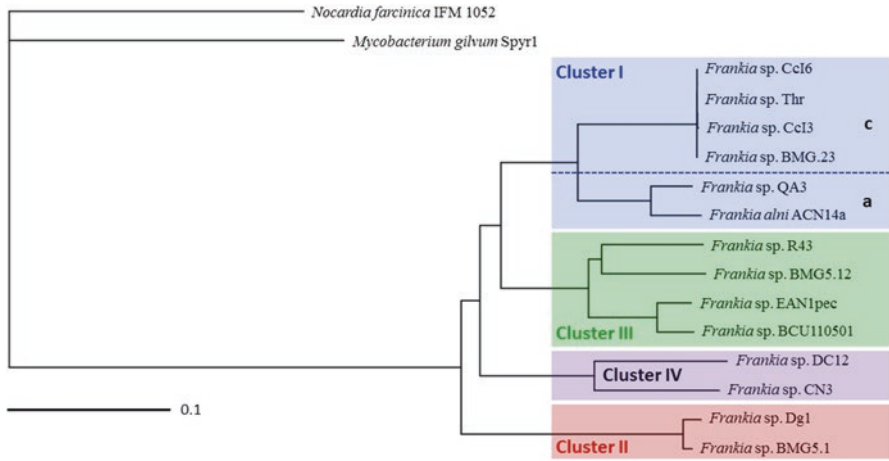 Nocardia farcinica IFM 1052
Mycobacterium gilvum Spyr1
Cluster I
Frankia sp. CcI6
Frankia sp. Thr
Frankia sp. CcI3
c
Frankia sp. BMG.23
Frankia sp. QA3
a
Frankia alni ACN14a
Frankia sp. R43
Frankia sp. BMG5.12
Frankia sp. EAN1pec
Frankia sp. BCU110501
Cluster III
Frankia sp. DC12
Cluster IV
Frankia sp. CN3
0.1
Frankia sp. Dg1
Cluster II
Frankia sp. BMG5.1